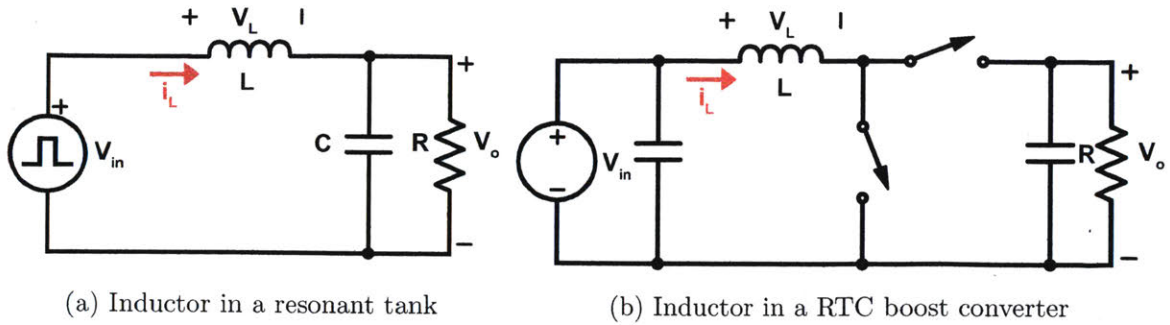 + V_L I
L
i_L
+
V_in
C
R
+
V_o
−
+ V_L I
L
i_L
+
−
V_in
R
+
V_o
−
(a) Inductor in a resonant tank
(b) Inductor in a RTC boost converter